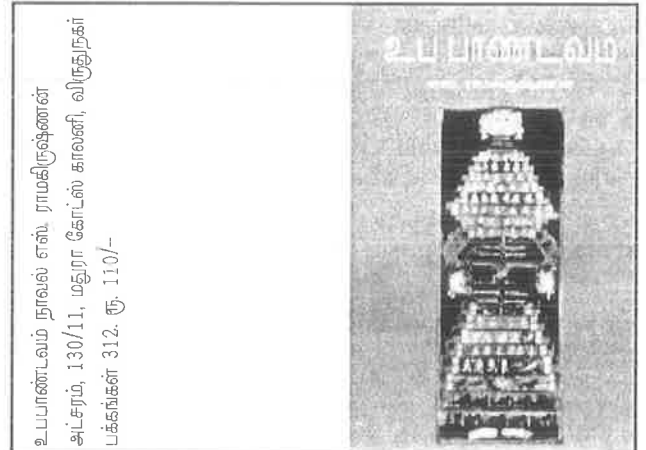 உபபாண்டவம் நாவல் எஸ். ராமகிருஷ்ணன்
அட்சரம், 130/11, மதுரா கோட்ஸ் காலனி, விருதுநகர்
பக்கங்கள் 312. ரூ. 110/-
உபபாண்டவம்